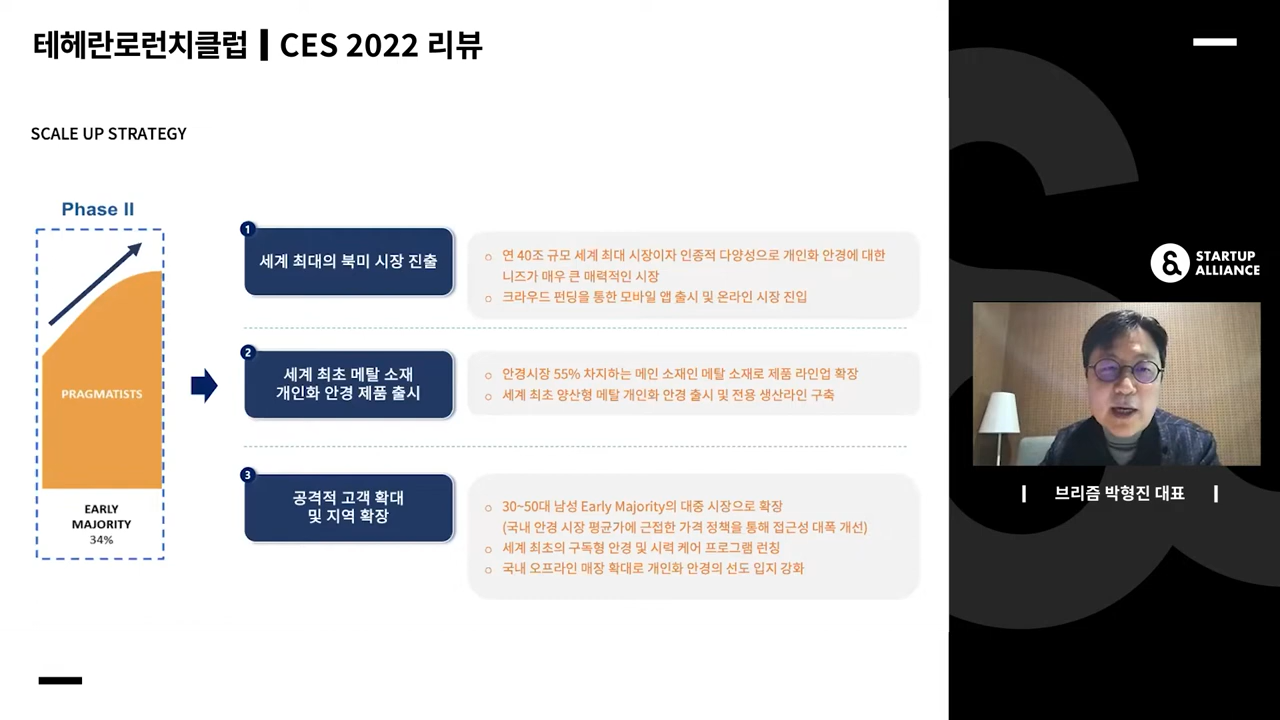 테헤란로런치클럽 | CES 2022 리뷰
SCALE UP STRATEGY
Phase II
PRAGMATISTS
EARLY
MAJORITY
34%
1
세계 최대의 북미 시장 진출
○ 연 40조 규모 세계 최대 시장이자 인종적 다양성으로 개인화 안경에 대한
니즈가 매우 큰 매력적인 시장
○ 크라우드 펀딩을 통한 모바일 앱 출시 및 온라인 시장 진입
2
세계 최초 메탈 소재
개인화 안경 제품 출시
○ 안경시장 55% 차지하는 메인 소재인 메탈 소재로 제품 라인업 확장
○ 세계 최초 양산형 메탈 개인화 안경 출시 및 전용 생산라인 구축
3
공격적 고객 확대
및 지역 확장
○ 30~50대 남성 Early Majority의 대중 시장으로 확장
(국내 안경 시장 평균가에 근접한 가격 정책을 통해 접근성 대폭 개선)
○ 세계 최초의 구독형 안경 및 시력 케어 프로그램 런칭
○ 국내 오프라인 매장 확대로 개인화 안경의 선도 입지 강화
STARTUP
ALLIANCE
| 브리즘 박형진 대표 |